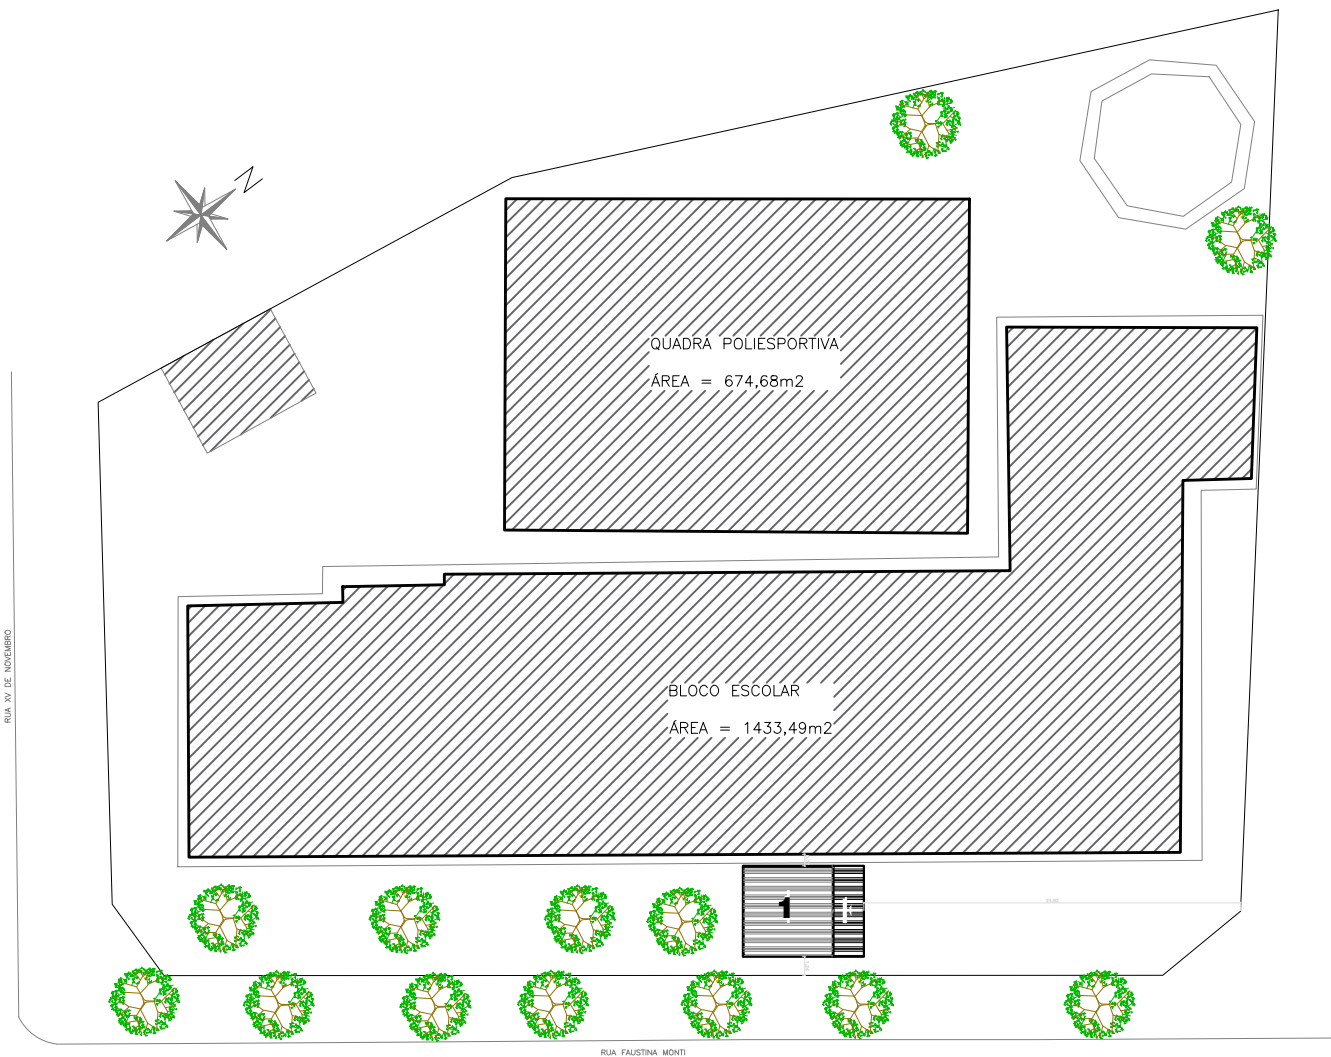 N
QUADRA POLIESPORTIVA
ÁREA = 674,68m2
RUA XV DE NOVEMBRO
BLOCO ESCOLAR
ÁREA = 1433,49m2
1
RUA FAUSTINA MONTI